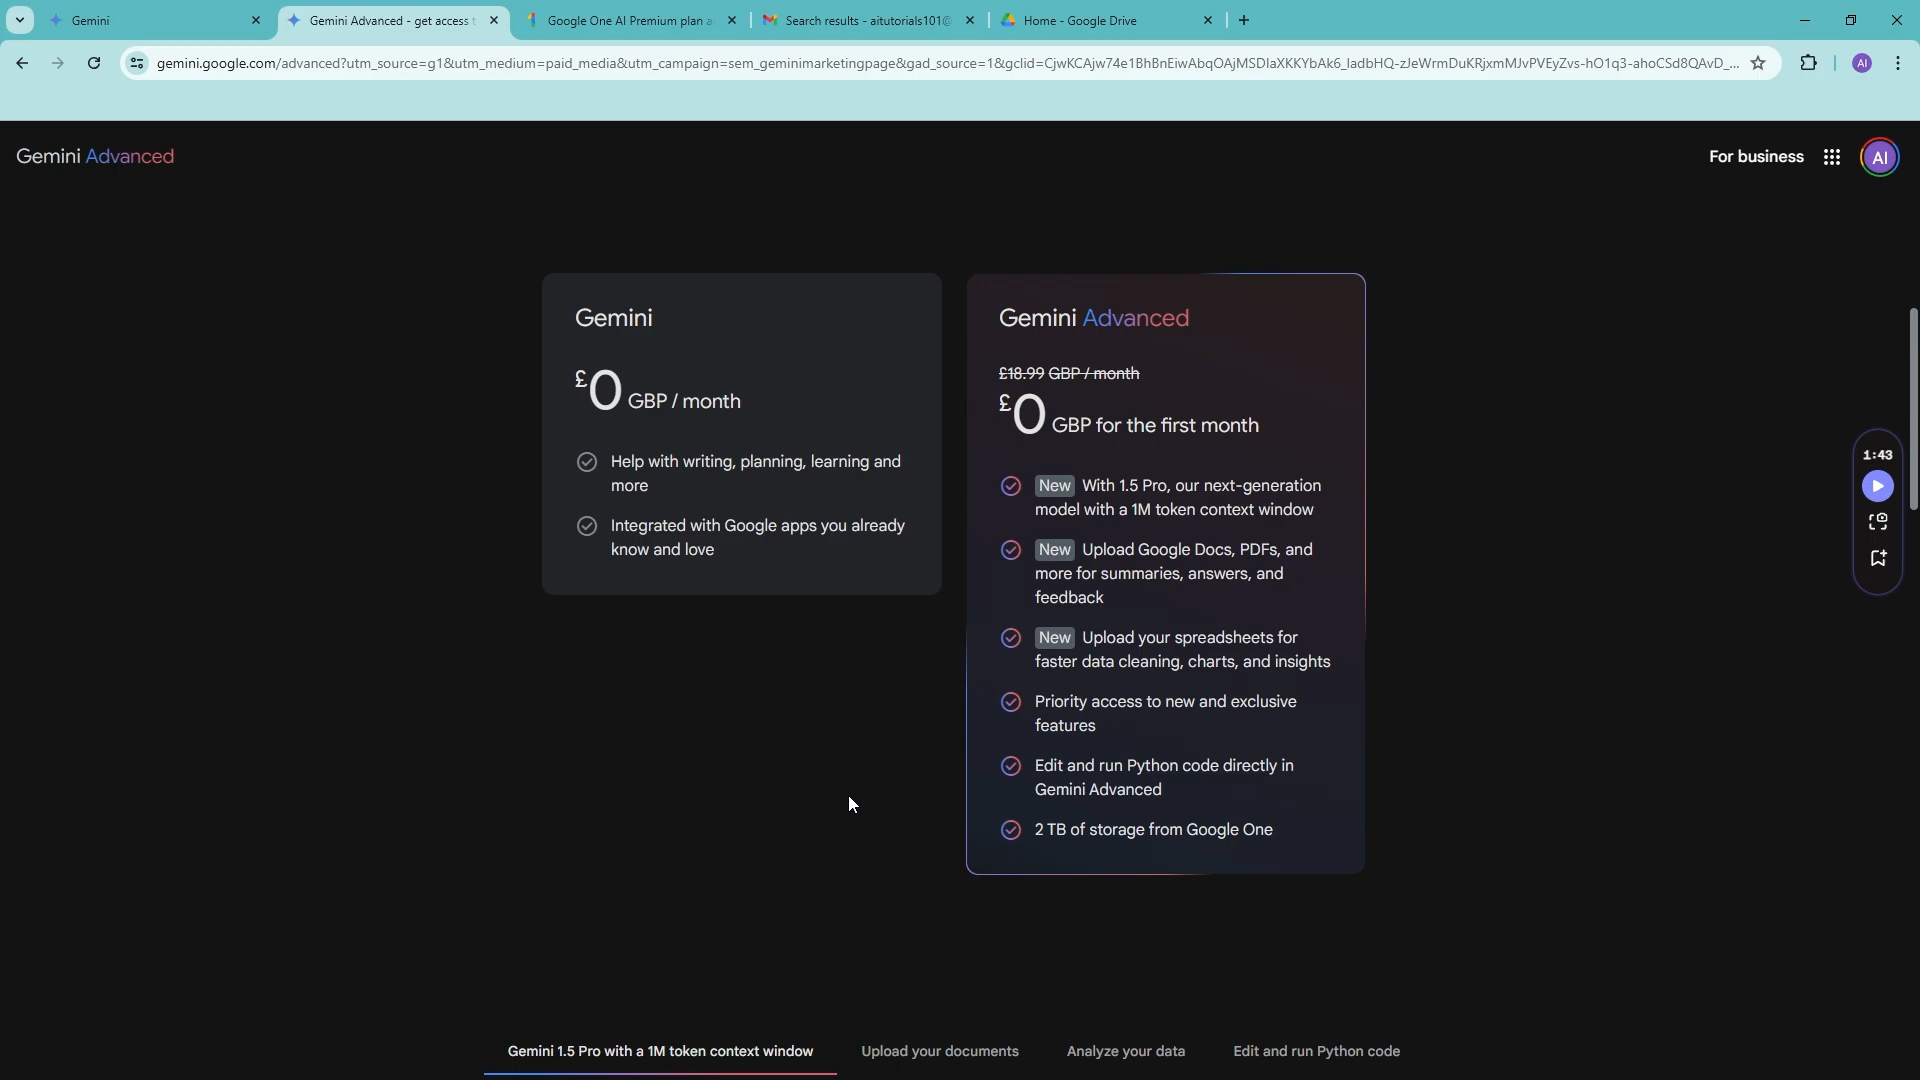 Gemini
Gemini Advanced - get access
Google One AI Premium plan a
Search results - aitutorials101@
Home - Google Drive
gemini.google.com/advanced?utm_source=g1&utm_medium=paid_media&utm_campaign=sem_geminimarketingpage&gad_source=1&gclid=CjwKCAjw74e1BhBnEiwAbqOAjMSDIaXKKYbAk6_ladbHQ-zJeWrmDuKRjxmMJvPVEyZvs-hO1q3-ahoCSd8QAvD_...
AI
Gemini Advanced
For business
AI
Gemini
£0 GBP / month
Help with writing, planning, learning and
more
Integrated with Google apps you already
know and love
Gemini Advanced
£18.99 GBP / month
£0 GBP for the first month
New With 1.5 Pro, our next-generation
model with a 1M token context window
New Upload Google Docs, PDFs, and
more for summaries, answers, and
feedback
New Upload your spreadsheets for
faster data cleaning, charts, and insights
Priority access to new and exclusive
features
Edit and run Python code directly in
Gemini Advanced
2 TB of storage from Google One
1:43
Gemini 1.5 Pro with a 1M token context window
Upload your documents
Analyze your data
Edit and run Python code